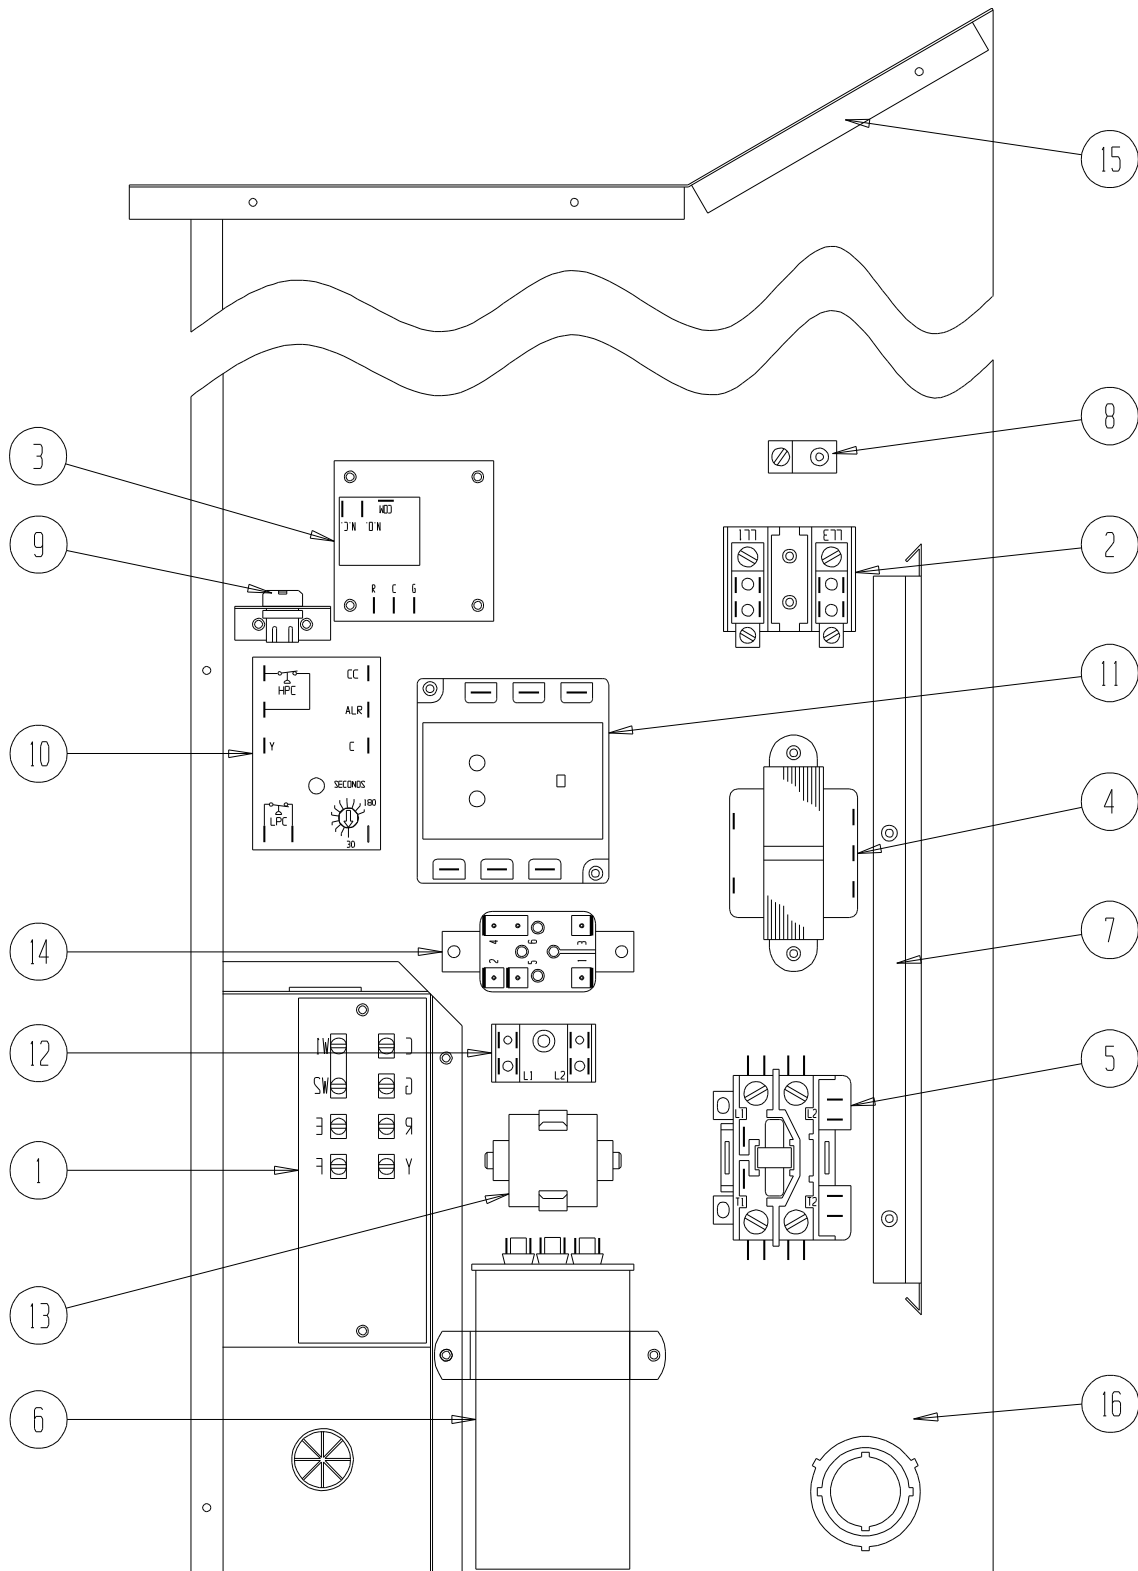 15
8
3
COM
N.C. N.O.
9
R C G
LL1 LL3
2
HPC
CC
ALR
Y
C
SECONDS
180
LPC
30
10
11
4
7
14
4 6 3
2 5 1
12
L1 L2
W1 C
W2 G
E R
F Y
1
L1 L2
T1 T2
5
13
6
16